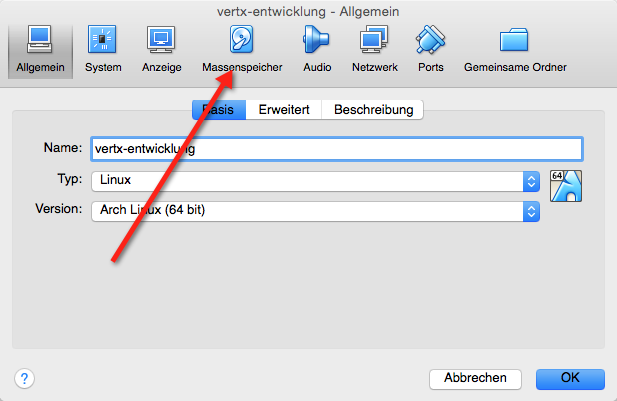 vertx-entwicklung - Allgemein
Allgemein System Anzeige Massenspeicher Audio Netzwerk Ports Gemeinsame Ordner
Basis Erweitert Beschreibung
Name: vertx-entwicklung
Typ: Linux 64
Version: Arch Linux (64 bit)
? Abbrechen OK